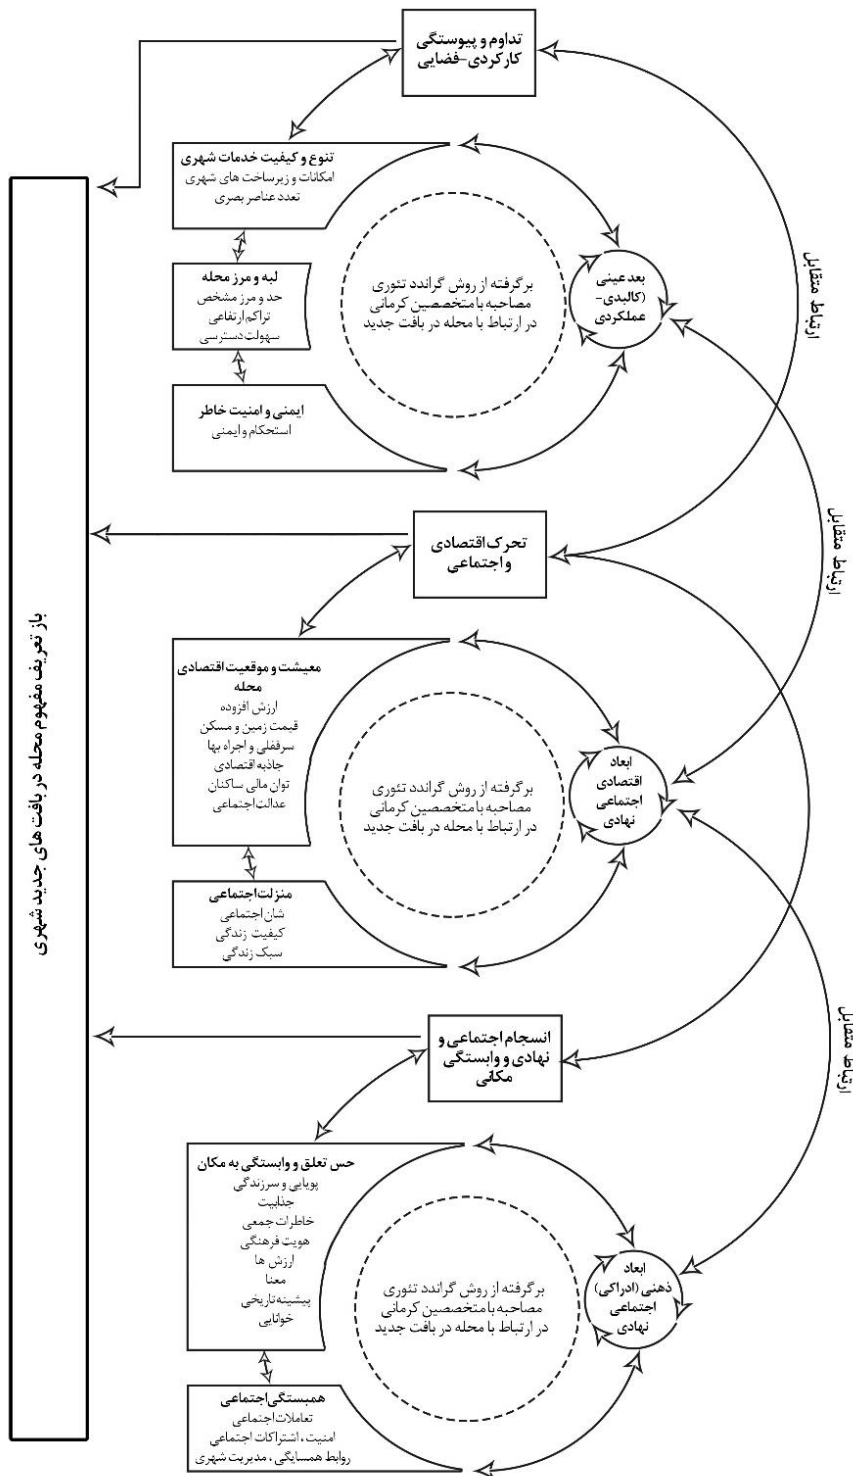 تداوم و پیوستگی
کارکردی-فضایی
تنوع و کیفیت خدمات شهری
امکانات و زیرساخت های شهری
تعدد عناصر بصری
لبه و مرز محله
حد و مرز مشخص
تراکم ارتفاعی
سهولت دسترسی
ایمنی و امنیت خاطر
استحکام و ایمنی
برگرفته از روش گراندد تئوری
مصاحبه با متخصصین کرمانی
در ارتباط با محله در بافت جدید
بعد عینی
(کالبدی-
عملکردی
ارتباط متقابل
ارتباط متقابل
تحرک اقتصادی
و اجتماعی
معیشت و موقعیت اقتصادی
محله
ارزش افزوده
قیمت زمین و مسکن
سرقفلی و اجراه بها
جاذبه اقتصادی
توان مالی ساکنان
عدالت اجتماعی
منزلت اجتماعی
شان اجتماعی
کیفیت زندگی
سبک زندگی
برگرفته از روش گراندد تئوری
مصاحبه با متخصصین کرمانی
در ارتباط با محله در بافت جدید
ابعاد
اقتصادی
اجتماعی
نهادی
ارتباط متقابل
انسجام اجتماعی و
نهادی و وابستگی
مکانی
حس تعلق و وابستگی به مکان
پویایی و سرزندگی
جذابیت
خاطرات جمعی
هویت فرهنگی
ارزش ها
معنا
پیشینه تاریخی
خوانایی
همبستگی اجتماعی
تعاملات اجتماعی
امنیت، اشتراکات اجتماعی
روابط همسایگی، مدیریت شهری
برگرفته از روش گراندد تئوری
مصاحبه با متخصصین کرمانی
در ارتباط با محله در بافت جدید
ابعاد
ذهنی (ادراکی)
اجتماعی
نهادی
باز تعریف مفهوم محله در بافت های جدید شهری